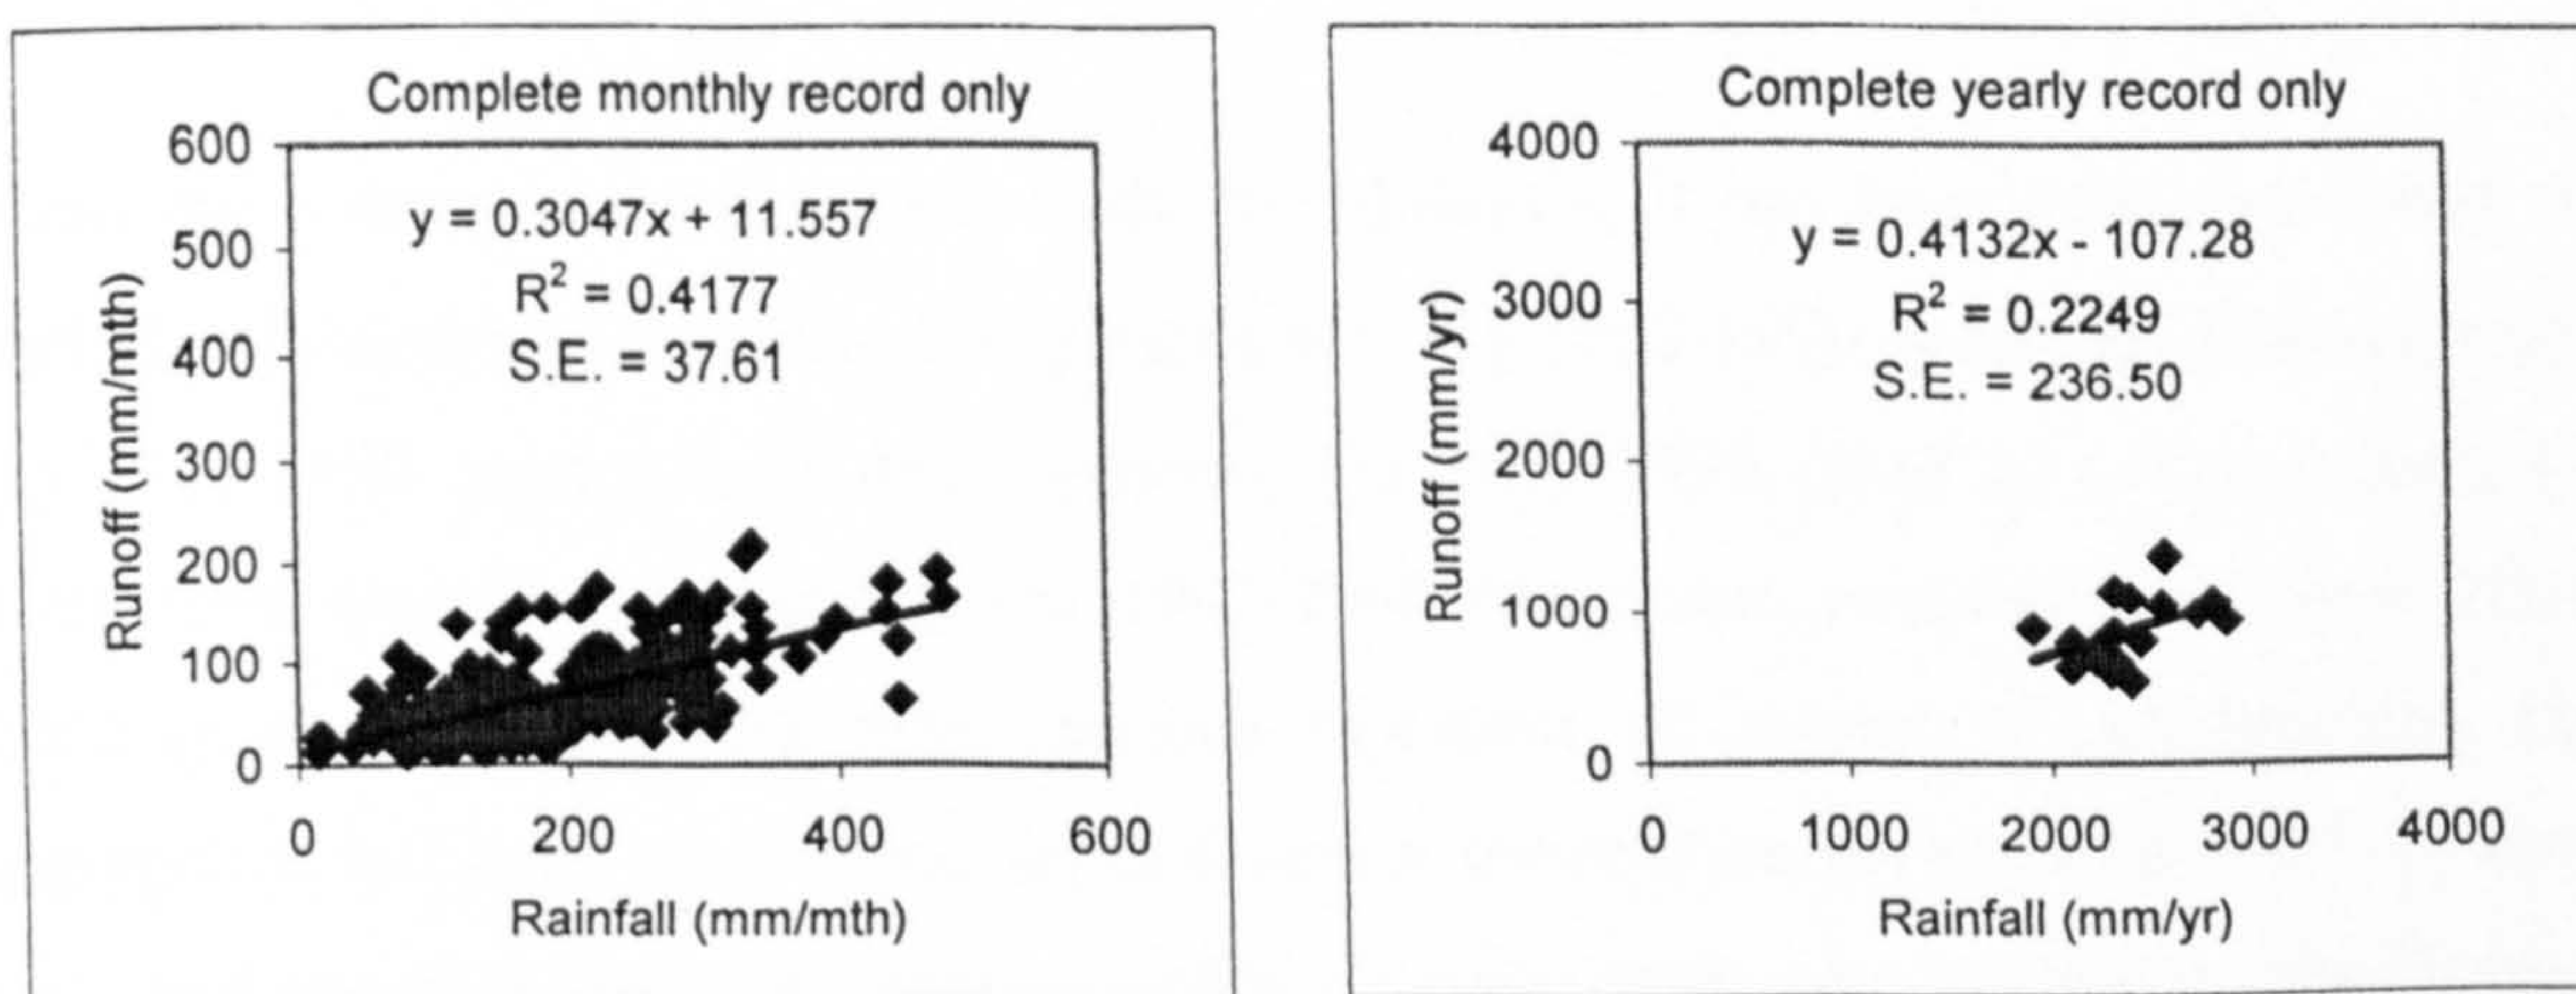 Complete monthly record only
600
500
400
300
200
100
0
y = 0.3047x + 11.557
R² = 0.4177
S.E. = 37.61
Runoff (mm/mth)
0 200 400 600
Rainfall (mm/mth)
Complete yearly record only
4000
3000
2000
1000
0
y = 0.4132x - 107.28
R² = 0.2249
S.E. = 236.50
Runoff (mm/yr)
0 1000 2000 3000 4000
Rainfall (mm/yr)